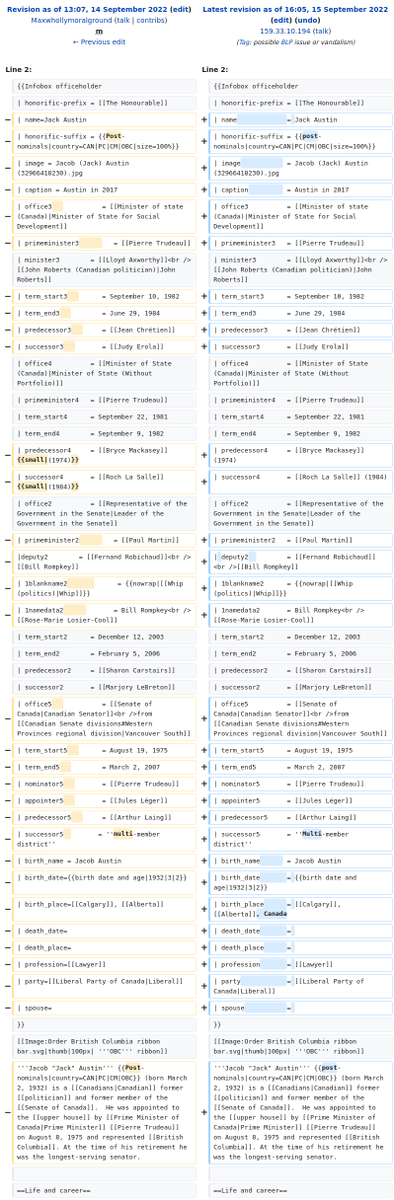 Revision as of 13:07, 14 September 2022 (edit)
Maxwhollymoralground (talk | contribs)
m
← Previous edit
Latest revision as of 16:05, 15 September 2022
(edit) (undo)
159.33.10.194 (talk)
(Tag: possible BLP issue or vandalism)
Line 2:
{{Infobox officeholder
| honorific-prefix = [[The Honourable]]
− | name=Jack Austin
− | honorific-suffix = {{Post-
nominals|country=CAN|PC|CM|OBC|size=100%}}
− | image = Jacob (Jack) Austin
(32966410230).jpg
− | caption = Austin in 2017
− | office3 = [[Minister of state
(Canada)|Minister of State for Social
Development]]
− | primeminister3 = [[Pierre Trudeau]]
| minister3 = [[Lloyd Axworthy]]<br />
[[John Roberts (Canadian politician)|John
Roberts]]
− | term_start3 = September 10, 1982
− | term_end3 = June 29, 1984
− | predecessor3 = [[Jean Chrétien]]
− | successor3 = [[Judy Erola]]
| office4 = [[Minister of State
(Canada)|Minister of State (Without
Portfolio)]]
| primeminister4 = [[Pierre Trudeau]]
| term_start4 = September 22, 1981
| term_end4 = September 9, 1982
− | predecessor4 = [[Bryce Mackasey]]
{{small|(1974)}}
− | successor4 = [[Roch La Salle]]
{{small|(1984)}}
| office2 = [[Representative of the
Government in the Senate|Leader of the
Government in the Senate]]
− | primeminister2 = [[Paul Martin]]
− |deputy2 = [[Fernand Robichaud]]<br />
[[Bill Rompkey]]
− | 1blankname2 = {{nowrap|[[Whip
(politics)|Whip]]}}
− | 1namedata2 = Bill Rompkey<br />
[[Rose-Marie Losier-Cool]]
| term_start2 = December 12, 2003
| term_end2 = February 5, 2006
| predecessor2 = [[Sharon Carstairs]]
| successor2 = [[Marjory LeBreton]]
− | office5 = [[Senate of
Canada|Canadian Senator]]<br />from
[[Canadian Senate divisions#Western
Provinces regional division|Vancouver South]]
− | term_start5 = August 19, 1975
− | term_end5 = March 2, 2007
− | nominator5 = [[Pierre Trudeau]]
− | appointer5 = [[Jules Léger]]
− | predecessor5 = [[Arthur Laing]]
− | successor5 = ''multi-member
district''
− | birth_name = Jacob Austin
− | birth_date={{birth date and age|1932|3|2}}
− | birth_place=[[Calgary]], [[Alberta]]
− | death_date=
− | death_place=
− | profession=[[Lawyer]]
− | party=[[Liberal Party of Canada|Liberal]]
− | spouse=
}}
[[Image:Order British Columbia ribbon
bar.svg|thumb|100px| '''OBC''' ribbon]]
− '''Jacob "Jack" Austin''' {{Post-
nominals|country=CAN|PC|CM|OBC}} (born March
2, 1932) is a [[Canadians|Canadian]] former
[[politician]] and former member of the
[[Senate of Canada]]. He was appointed to
the [[upper house]] by [[Prime Minister of
Canada|Prime Minister]] [[Pierre Trudeau]]
on August 8, 1975 and represented [[British
Columbia]]. At the time of his retirement he
was the longest-serving senator.
==Life and career==
Line 2:
{{Infobox officeholder
| honorific-prefix = [[The Honourable]]
+ | name = Jack Austin
+ | honorific-suffix = {{post-
nominals|country=CAN|PC|CM|OBC|size=100%}}
+ | image = Jacob (Jack) Austin
(32966410230).jpg
+ | caption = Austin in 2017
+ | office3 = [[Minister of state
(Canada)|Minister of State for Social
Development]]
+ | primeminister3 = [[Pierre Trudeau]]
| minister3 = [[Lloyd Axworthy]]<br />
[[John Roberts (Canadian politician)|John
Roberts]]
+ | term_start3 = September 10, 1982
+ | term_end3 = June 29, 1984
+ | predecessor3 = [[Jean Chrétien]]
+ | successor3 = [[Judy Erola]]
| office4 = [[Minister of State
(Canada)|Minister of State (Without
Portfolio)]]
| primeminister4 = [[Pierre Trudeau]]
| term_start4 = September 22, 1981
| term_end4 = September 9, 1982
+ | predecessor4 = [[Bryce Mackasey]]
(1974)
+ | successor4 = [[Roch La Salle]] (1984)
| office2 = [[Representative of the
Government in the Senate|Leader of the
Government in the Senate]]
+ | primeminister2 = [[Paul Martin]]
+ | deputy2 = [[Fernand Robichaud]]
<br />[[Bill Rompkey]]
+ | 1blankname2 = {{nowrap|[[Whip
(politics)|Whip]]}}
+ | 1namedata2 = Bill Rompkey<br />
[[Rose-Marie Losier-Cool]]
| term_start2 = December 12, 2003
| term_end2 = February 5, 2006
| predecessor2 = [[Sharon Carstairs]]
| successor2 = [[Marjory LeBreton]]
+ | office5 = [[Senate of
Canada|Canadian Senator]]<br />from
[[Canadian Senate divisions#Western
Provinces regional division|Vancouver South]]
+ | term_start5 = August 19, 1975
+ | term_end5 = March 2, 2007
+ | nominator5 = [[Pierre Trudeau]]
+ | appointer5 = [[Jules Léger]]
+ | predecessor5 = [[Arthur Laing]]
+ | successor5 = ''Multi-member
district''
+ | birth_name = Jacob Austin
+ | birth_date = {{birth date and
age|1932|3|2}}
+ | birth_place = [[Calgary]],
[[Alberta]], Canada
+ | death_date =
+ | death_place =
+ | profession = [[Lawyer]]
+ | party = [[Liberal Party of
Canada|Liberal]]
+ | spouse =
}}
[[Image:Order British Columbia ribbon
bar.svg|thumb|100px| '''OBC''' ribbon]]
+ '''Jacob "Jack" Austin''' {{post-
nominals|country=CAN|PC|CM|OBC}} (born March
2, 1932) is a [[Canadians|Canadian]] former
[[politician]] and former member of the
[[Senate of Canada]]. He was appointed to
the [[upper house]] by [[Prime Minister of
Canada|Prime Minister]] [[Pierre Trudeau]]
on August 8, 1975 and represented [[British
Columbia]]. At the time of his retirement he
was the longest-serving senator.
==Life and career==